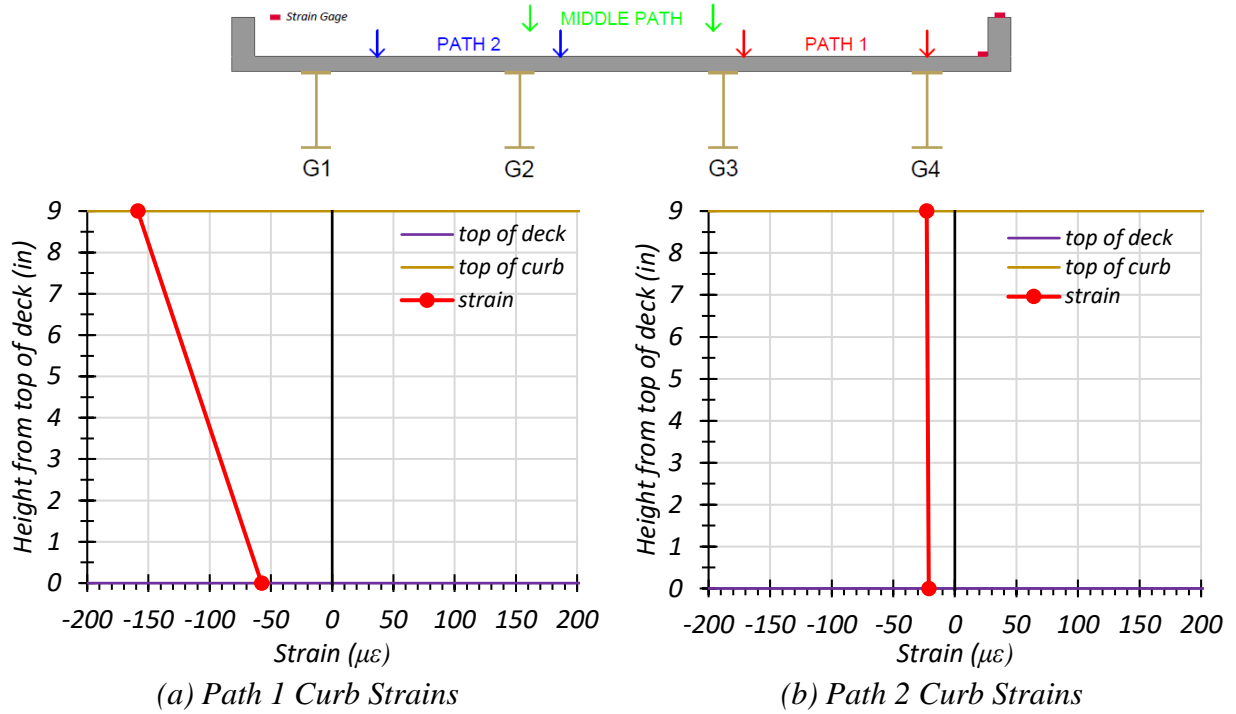 Strain Gage
MIDDLE PATH
PATH 2
PATH 1
G1
G2
G3
G4
Height from top of deck (in)
9
8
7
6
5
4
3
2
1
0
top of deck
top of curb
strain
-200 -150 -100 -50 0 50 100 150 200
Strain (με)
(a) Path 1 Curb Strains
Height from top of deck (in)
9
8
7
6
5
4
3
2
1
0
top of deck
top of curb
strain
-200 -150 -100 -50 0 50 100 150 200
Strain (με)
(b) Path 2 Curb Strains